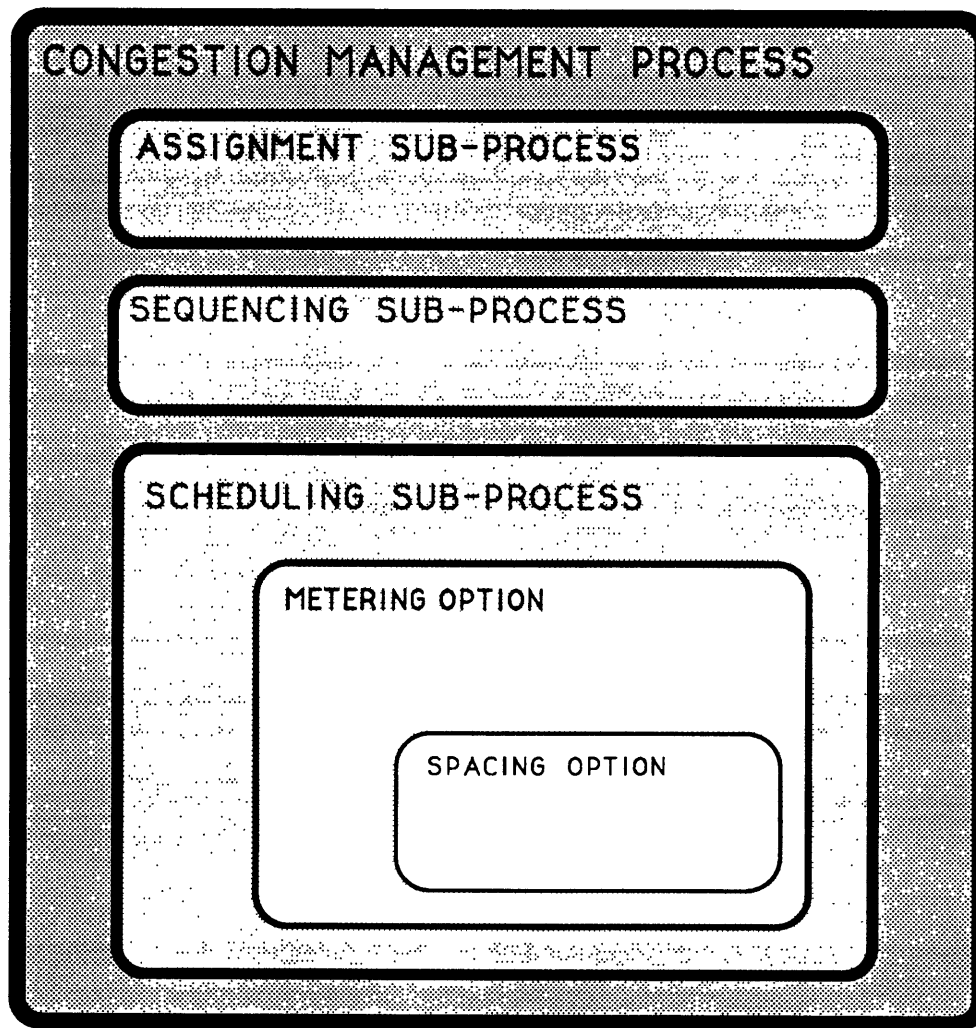 CONGESTION MANAGEMENT PROCESS
ASSIGNMENT SUB-PROCESS
SEQUENCING SUB-PROCESS
SCHEDULING SUB-PROCESS
METERING OPTION
SPACING OPTION